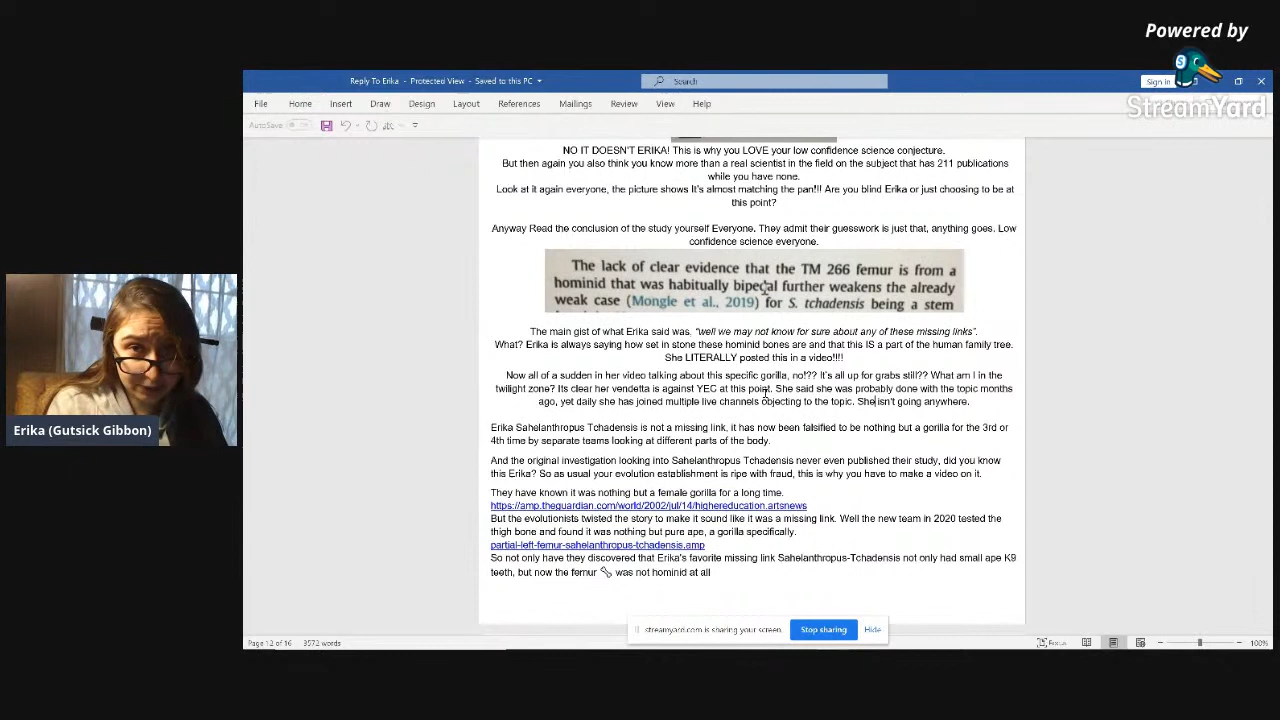 Powered by
StreamYard
Reply To Erika - Protected View - Saved to this PC
Search
Sign in
File Home Insert Draw Design Layout References Mailings Review View Help
AutoSave
NO IT DOESN'T ERIKA! This is why you LOVE your low confidence science conjecture.
But then again you also think you know more than a real scientist in the field on the subject that has 211 publications
while you have none.
Look at it again everyone, the picture shows It's almost matching the pan!!! Are you blind Erika or just choosing to be at
this point?
Anyway Read the conclusion of the study yourself Everyone. They admit their guesswork is just that, anything goes. Low
confidence science everyone.
The lack of clear evidence that the TM 266 femur is from a
hominid that was habitually bipedal further weakens the already
weak case (Mongle et al., 2019) for S. tchadensis being a stem
The main gist of what Erika said was. "well we may not know for sure about any of these missing links".
What? Erika is always saying how set in stone these hominid bones are and that this IS a part of the human family tree.
She LITERALLY posted this in a video!!!!
Now all of a sudden in her video talking about this specific gorilla, no!?? It's all up for grabs still?? What am I in the
twilight zone? Its clear her vendetta is against YEC at this point. She said she was probably done with the topic months
ago, yet daily she has joined multiple live channels objecting to the topic. She isn't going anywhere.
Erika Sahelanthropus Tchadensis is not a missing link, it has now been falsified to be nothing but a gorilla for the 3rd or
4th time by separate teams looking at different parts of the body.
And the original investigation looking into Sahelanthropus Tchadensis never even published their study, did you know
this Erika? So as usual your evolution establishment is ripe with fraud, this is why you have to make a video on it.
They have known it was nothing but a female gorilla for a long time.
https://amp.theguardian.com/world/2002/jul/14/highereducation.artsnews
But the evolutionists twisted the story to make it sound like it was a missing link. Well the new team in 2020 tested the
thigh bone and found it was nothing but pure ape, a gorilla specifically.
partial-left-femur-sahelanthropus-tchadensis.amp
So not only have they discovered that Erika's favorite missing link Sahelanthropus-Tchadensis not only had small ape K9
teeth, but now the femur 🦴 was not hominid at all
Erika (Gutsick Gibbon)
streamyard.com is sharing your screen.
Stop sharing
Hide
Page 12 of 16 3572 words
Focus
100%